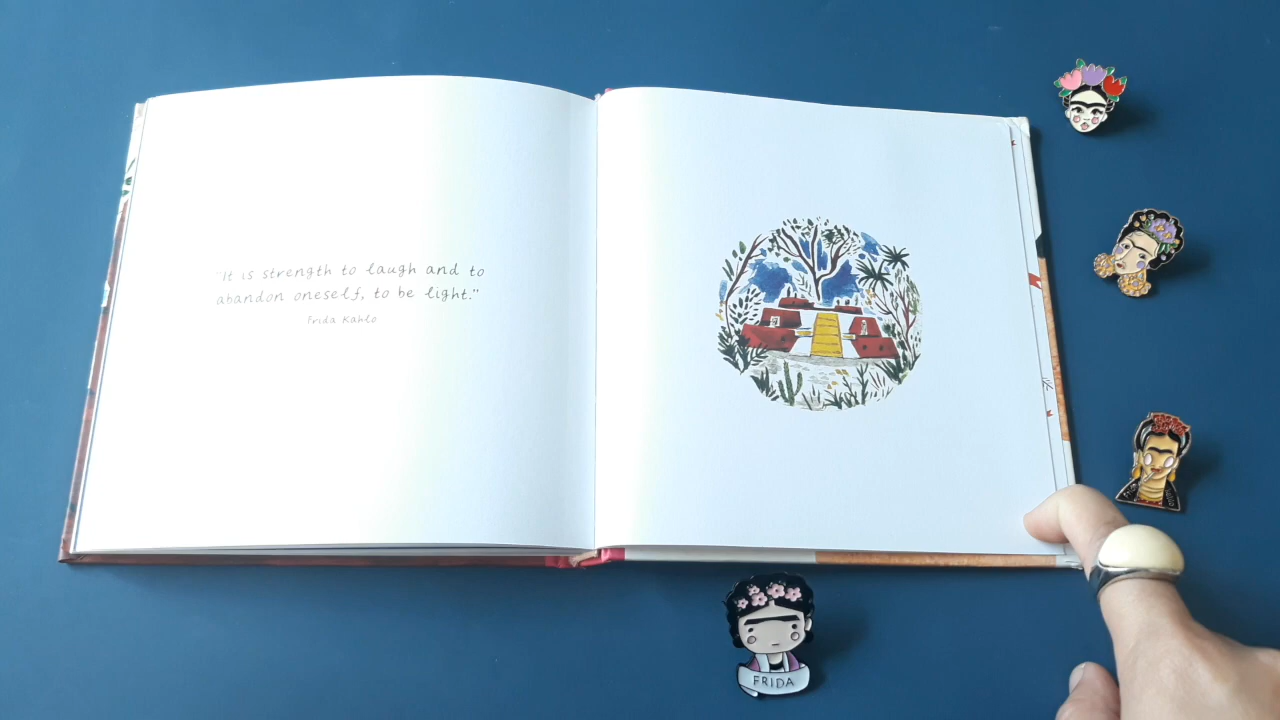 "It is strength to laugh and to
abandon oneself, to be light."
Frida Kahlo
FRIDA